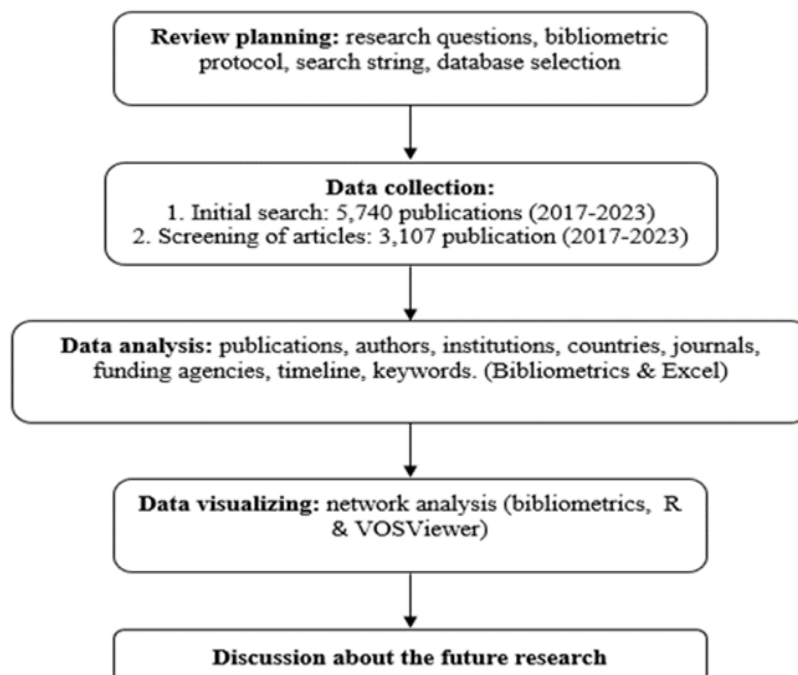 Review planning: research questions, bibliometric
protocol, search string, database selection
Data collection:
1. Initial search: 5,740 publications (2017-2023)
2. Screening of articles: 3,107 publication (2017-2023)
Data analysis: publications, authors, institutions, countries, journals,
funding agencies, timeline, keywords. (Bibliometrics & Excel)
Data visualizing: network analysis (bibliometrics, R
& VOSViewer)
Discussion about the future research